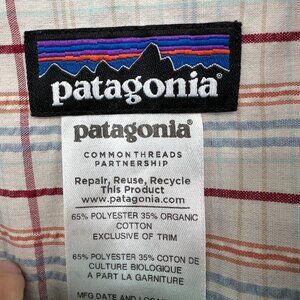 patagonia®
patagonia®
COMMON THREADS
PARTNERSHIP
Repair, Reuse, Recycle
This Product
www.patagonia.com
65% POLYESTER 35% ORGANIC
COTTON
EXCLUSIVE OF TRIM
65% POLYESTER 35% COTON DE
CULTURE BIOLOGIQUE
A PART LA GARNITURE
MFG DATE AND